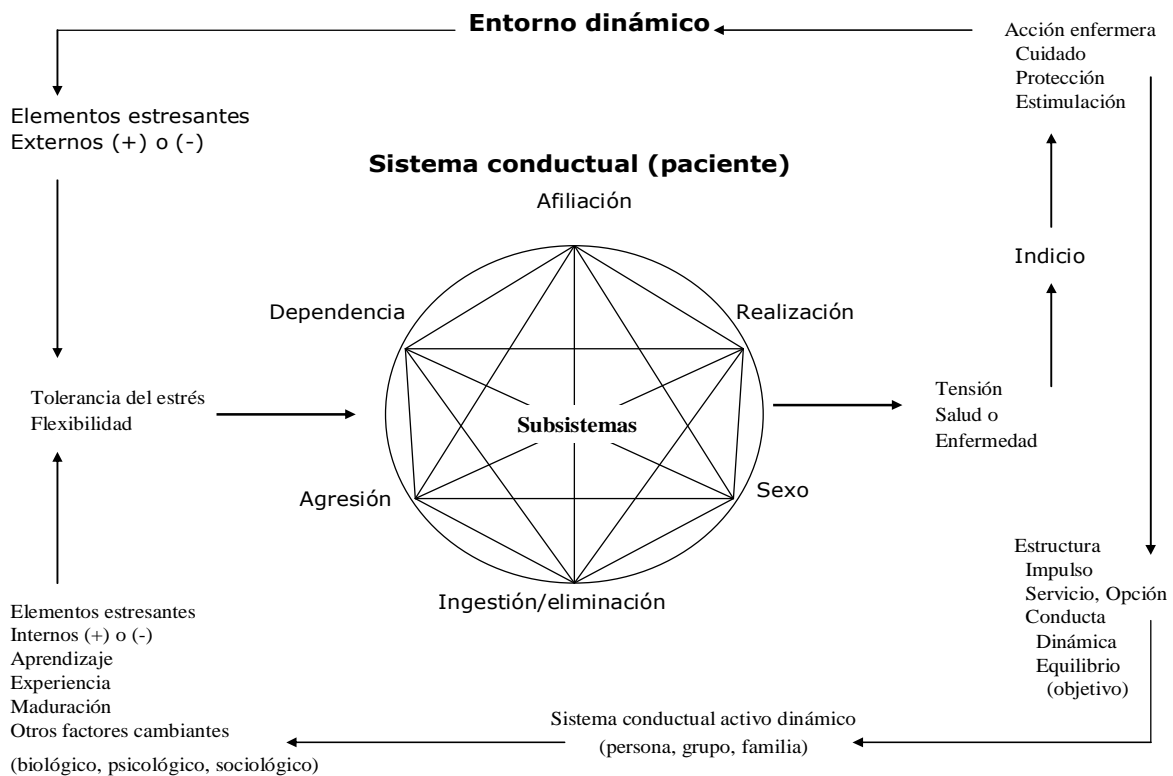 Entorno dinámico
Acción enfermera
Cuidado
Protección
Estimulación
Elementos estresantes
Externos (+) o (-)
Sistema conductual (paciente)
Afiliación
Indicio
Dependencia
Realización
Tolerancia del estrés
Flexibilidad
Subsistemas
Tensión
Salud o
Enfermedad
Agresión
Sexo
Ingestión/eliminación
Estructura
Impulso
Servicio, Opción
Conducta
Dinámica
Equilibrio
(objetivo)
Elementos estresantes
Internos (+) o (-)
Aprendizaje
Experiencia
Maduración
Otros factores cambiantes
(biológico, psicológico, sociológico)
Sistema conductual activo dinámico
(persona, grupo, familia)